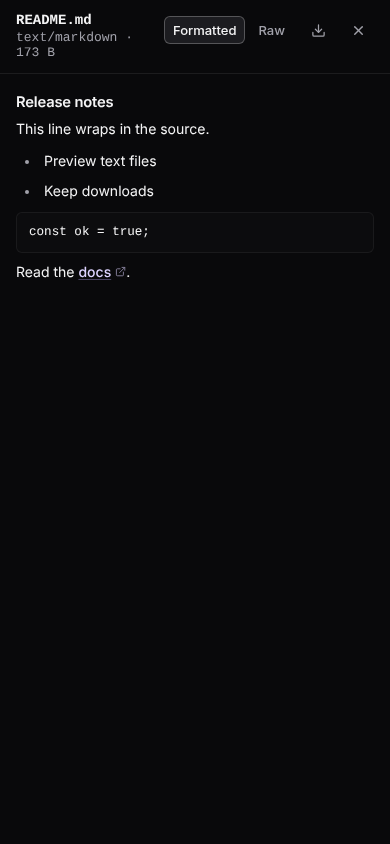 README.md
text/markdown ·
173 B
Formatted
Raw
Release notes
This line wraps in the source.
• Preview text files
• Keep downloads
const ok = true;
Read the docs.